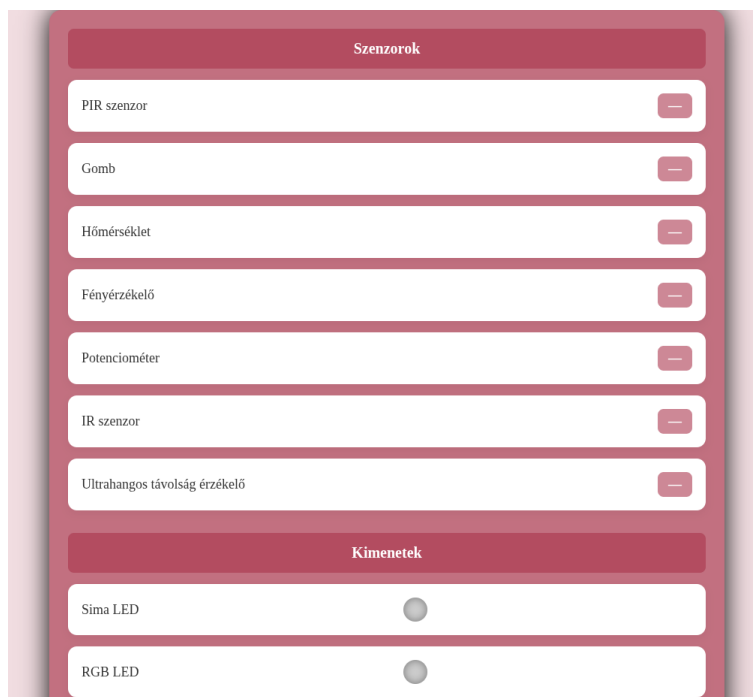 Szenzorok
PIR szenzor —
Gomb —
Hőmérséklet —
Fényérzékelő —
Potenciométer —
IR szenzor —
Ultrahangos távolság érzékelő —
Kimenetek
Sima LED
RGB LED